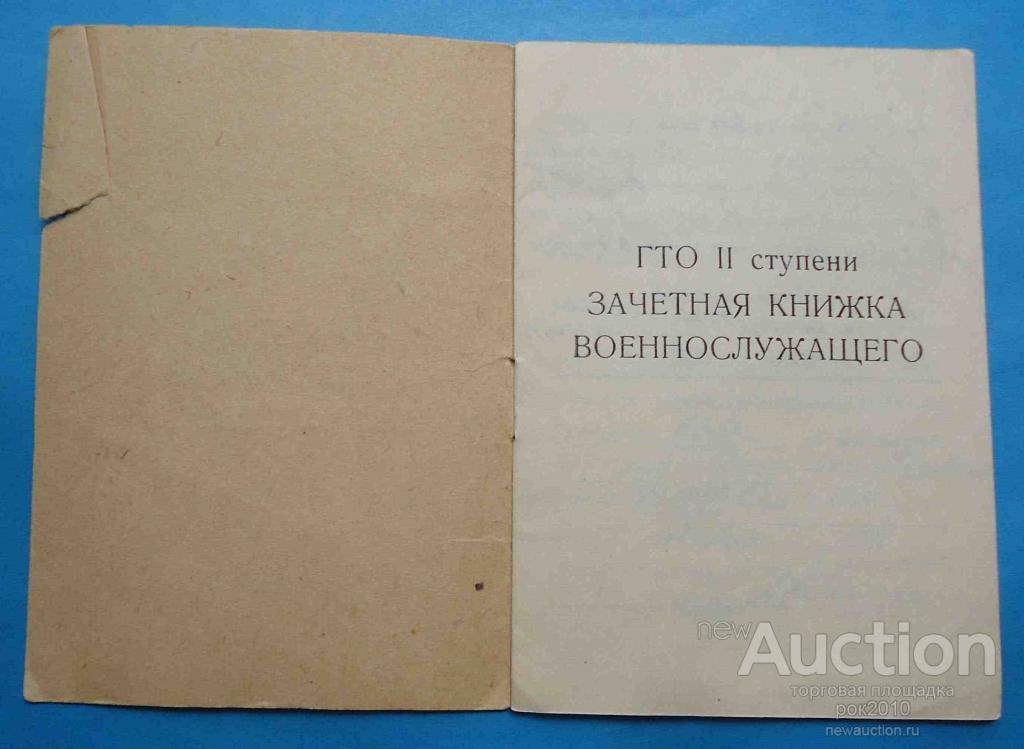 ГТО II ступени
ЗАЧЕТНАЯ КНИЖКА
ВОЕННОСЛУЖАЩЕГО
newAuction
торговая площадка
рок2010
newauction.ru